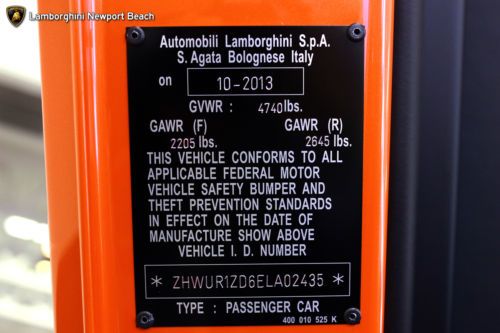 Lamborghini Newport Beach
Automobili Lamborghini S.p.A.
S. Agata Bolognese Italy
on 10-2013
GVWR : 4740 lbs.
GAWR (F) GAWR (R)
2205 lbs. 2645 lbs.
THIS VEHICLE CONFORMS TO ALL
APPLICABLE FEDERAL MOTOR
VEHICLE SAFETY BUMPER AND
THEFT PREVENTION STANDARDS
IN EFFECT ON THE DATE OF
MANUFACTURE SHOW ABOVE
VEHICLE I. D. NUMBER
* ZHWUR1ZD6ELA02435 *
TYPE : PASSENGER CAR
400 010 525 K